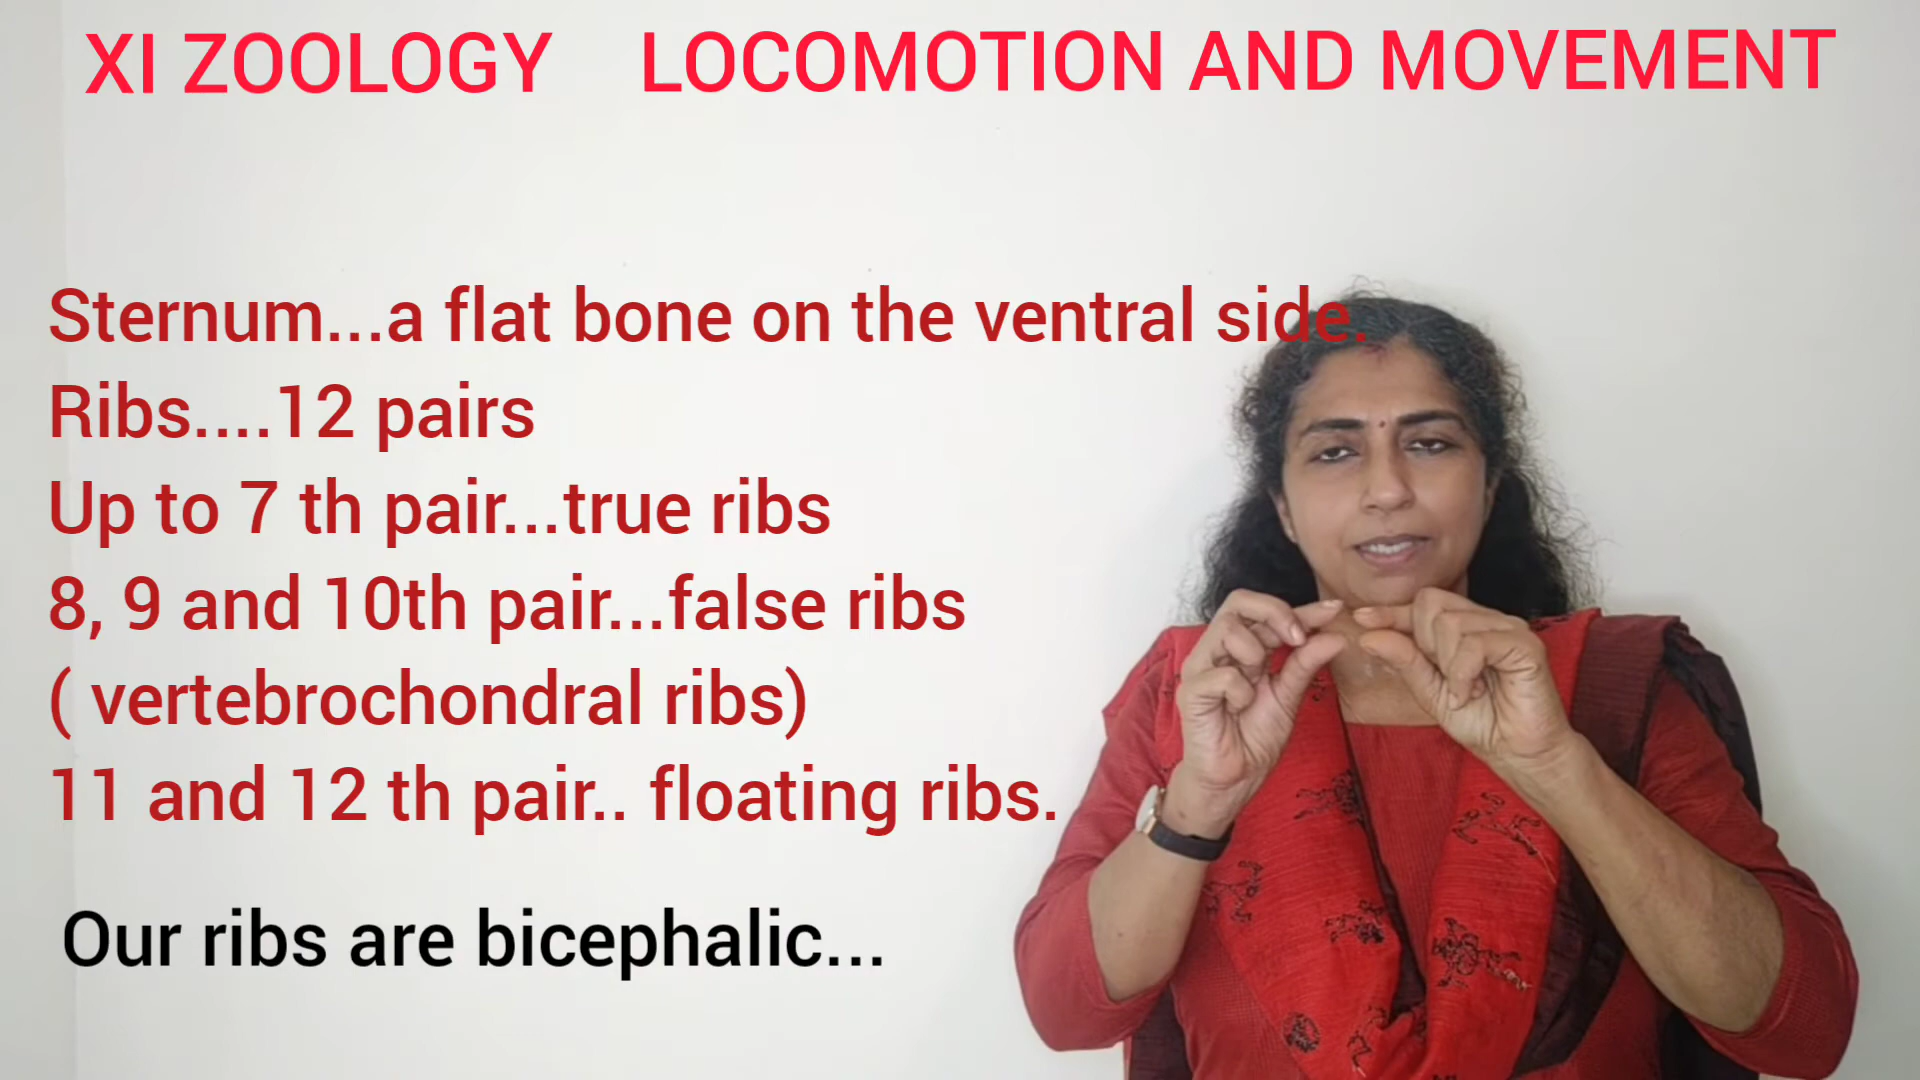 XI ZOOLOGY LOCOMOTION AND MOVEMENT
Sternum...a flat bone on the ventral side.
Ribs....12 pairs
Up to 7 th pair...true ribs
8, 9 and 10th pair...false ribs
( vertebrochondral ribs)
11 and 12 th pair.. floating ribs.
Our ribs are bicephalic...